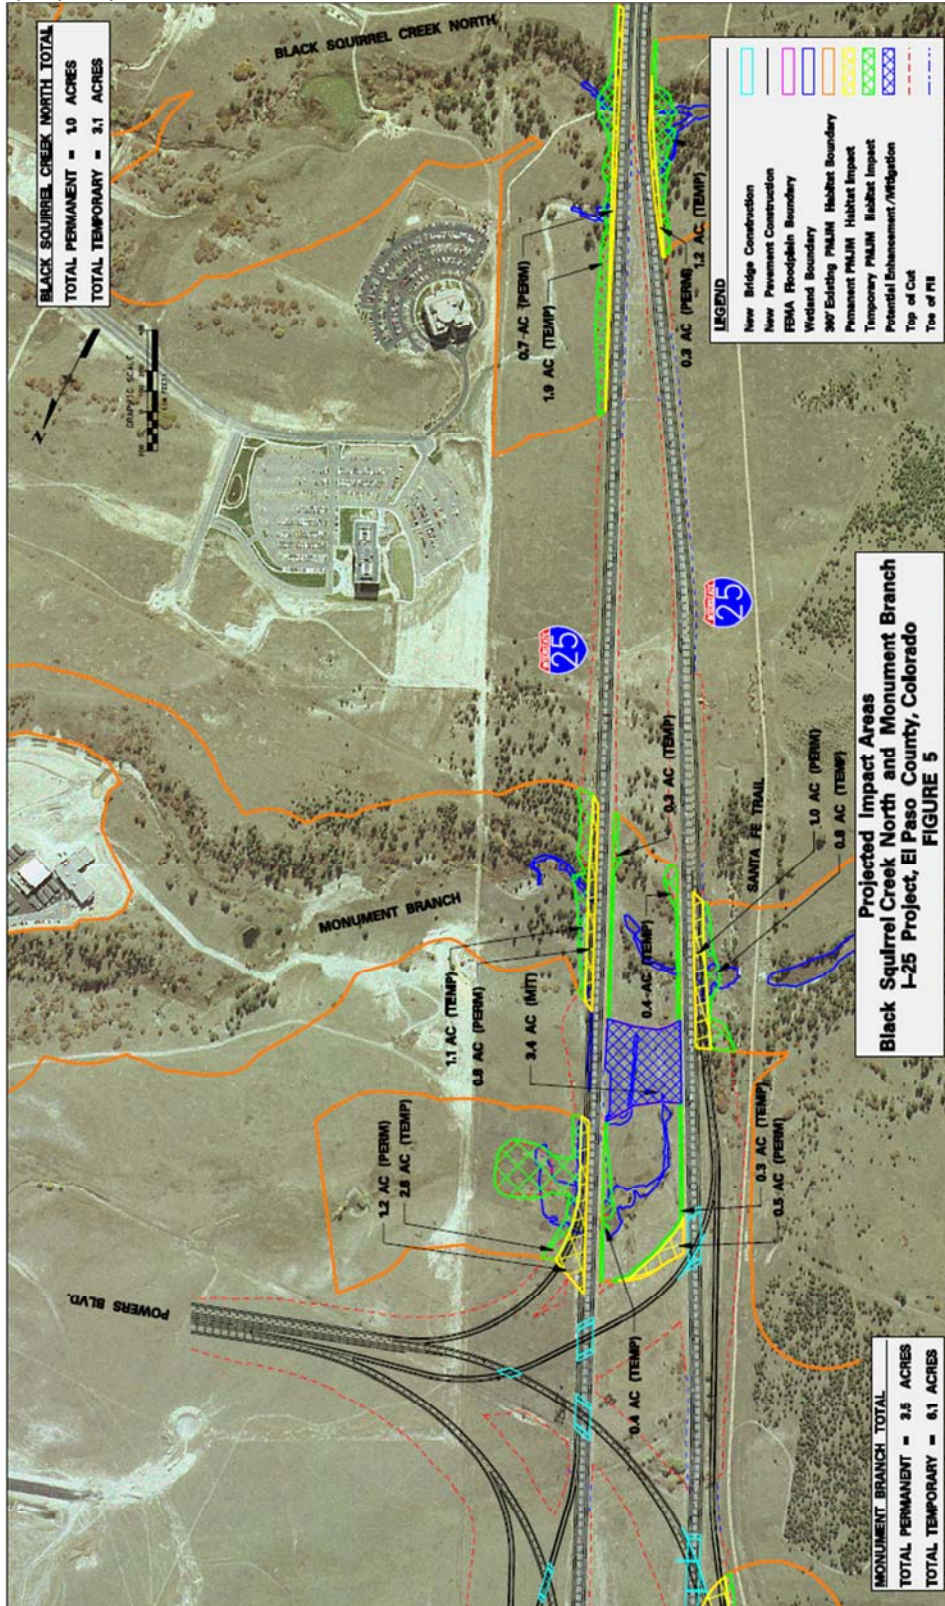 BLACK SQUIRREL CREEK NORTH TOTAL
TOTAL PERMANENT = 1.0 ACRES
TOTAL TEMPORARY = 3.1 ACRES
BLACK SQUIRREL CREEK NORTH
N
GRAPHIC SCALE
0.7 AC (PERM)
1.9 AC (TEMP)
0.3 AC (PERM)
1.2 AC (TEMP)
LEGEND
New Bridge Construction
New Pavement Construction
FEMA Floodplain Boundary
Wetland Boundary
300' Existing PMJM Habitat Boundary
Permanent PMJM Habitat Impact
Temporary PMJM Habitat Impact
Potential Enhancement/Mitigation
Top of Cut
Toe of Fill
INTERSTATE
25
INTERSTATE
25
MONUMENT BRANCH
1.1 AC (TEMP)
0.8 AC (PERM)
3.4 AC (MIT)
0.3 AC (TEMP)
0.4 AC (TEMP)
SANTA FE TRAIL
1.0 AC (PERM)
0.8 AC (TEMP)
1.2 AC (PERM)
2.8 AC (TEMP)
0.3 AC (TEMP)
0.5 AC (PERM)
0.4 AC (TEMP)
POWERS BLVD.
Projected Impact Areas
Black Squirrel Creek North and Monument Branch
I-25 Project, El Paso County, Colorado
FIGURE 5
MONUMENT BRANCH TOTAL
TOTAL PERMANENT = 3.5 ACRES
TOTAL TEMPORARY = 6.1 ACRES